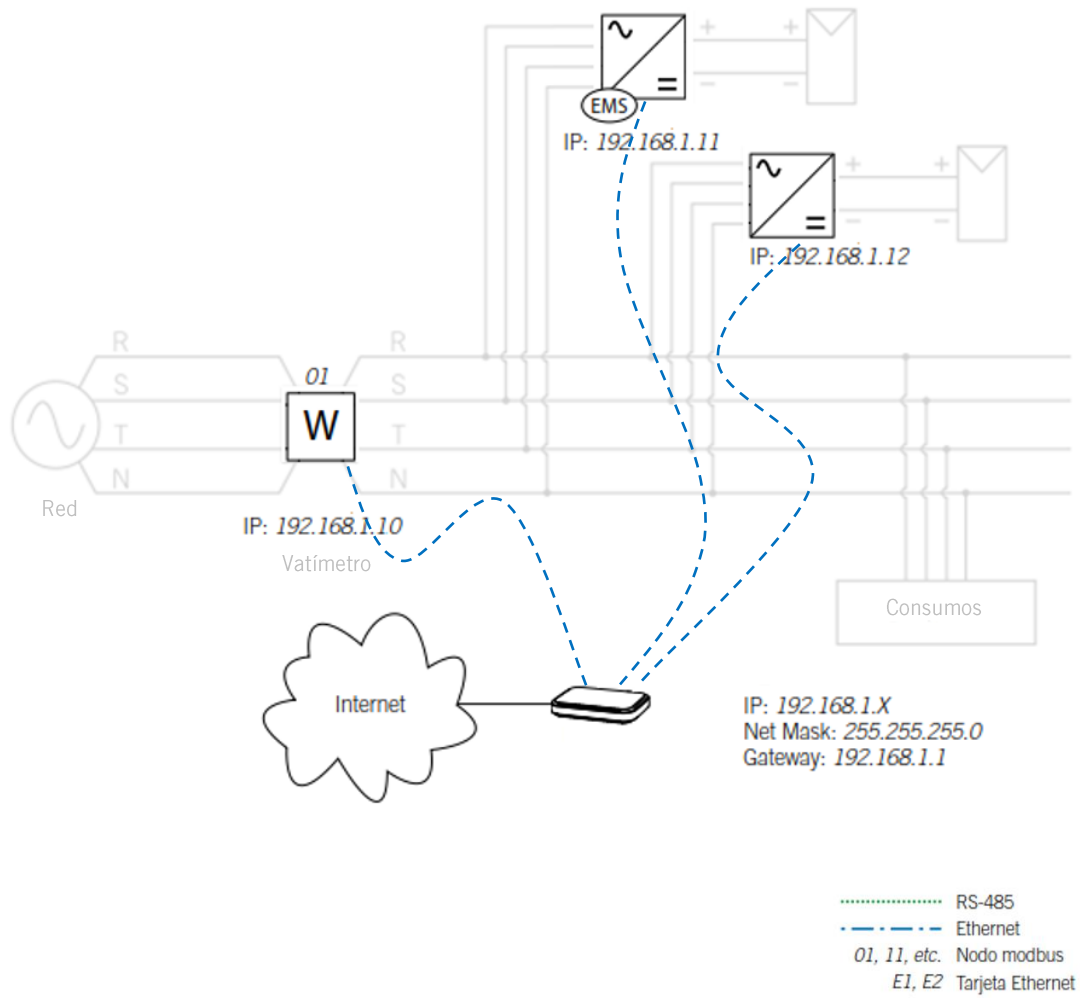 + +
- -
EMS
IP: 192.168.1.11
+ +
- -
IP: 192.168.1.12
R R
01
S S
W
T T
N N
Red
IP: 192.168.1.10
Vatímetro
Consumos
Internet
IP: 192.168.1.X
Net Mask: 255.255.255.0
Gateway: 192.168.1.1
RS-485
Ethernet
01, 11, etc. Nodo modbus
E1, E2 Tarjeta Ethernet